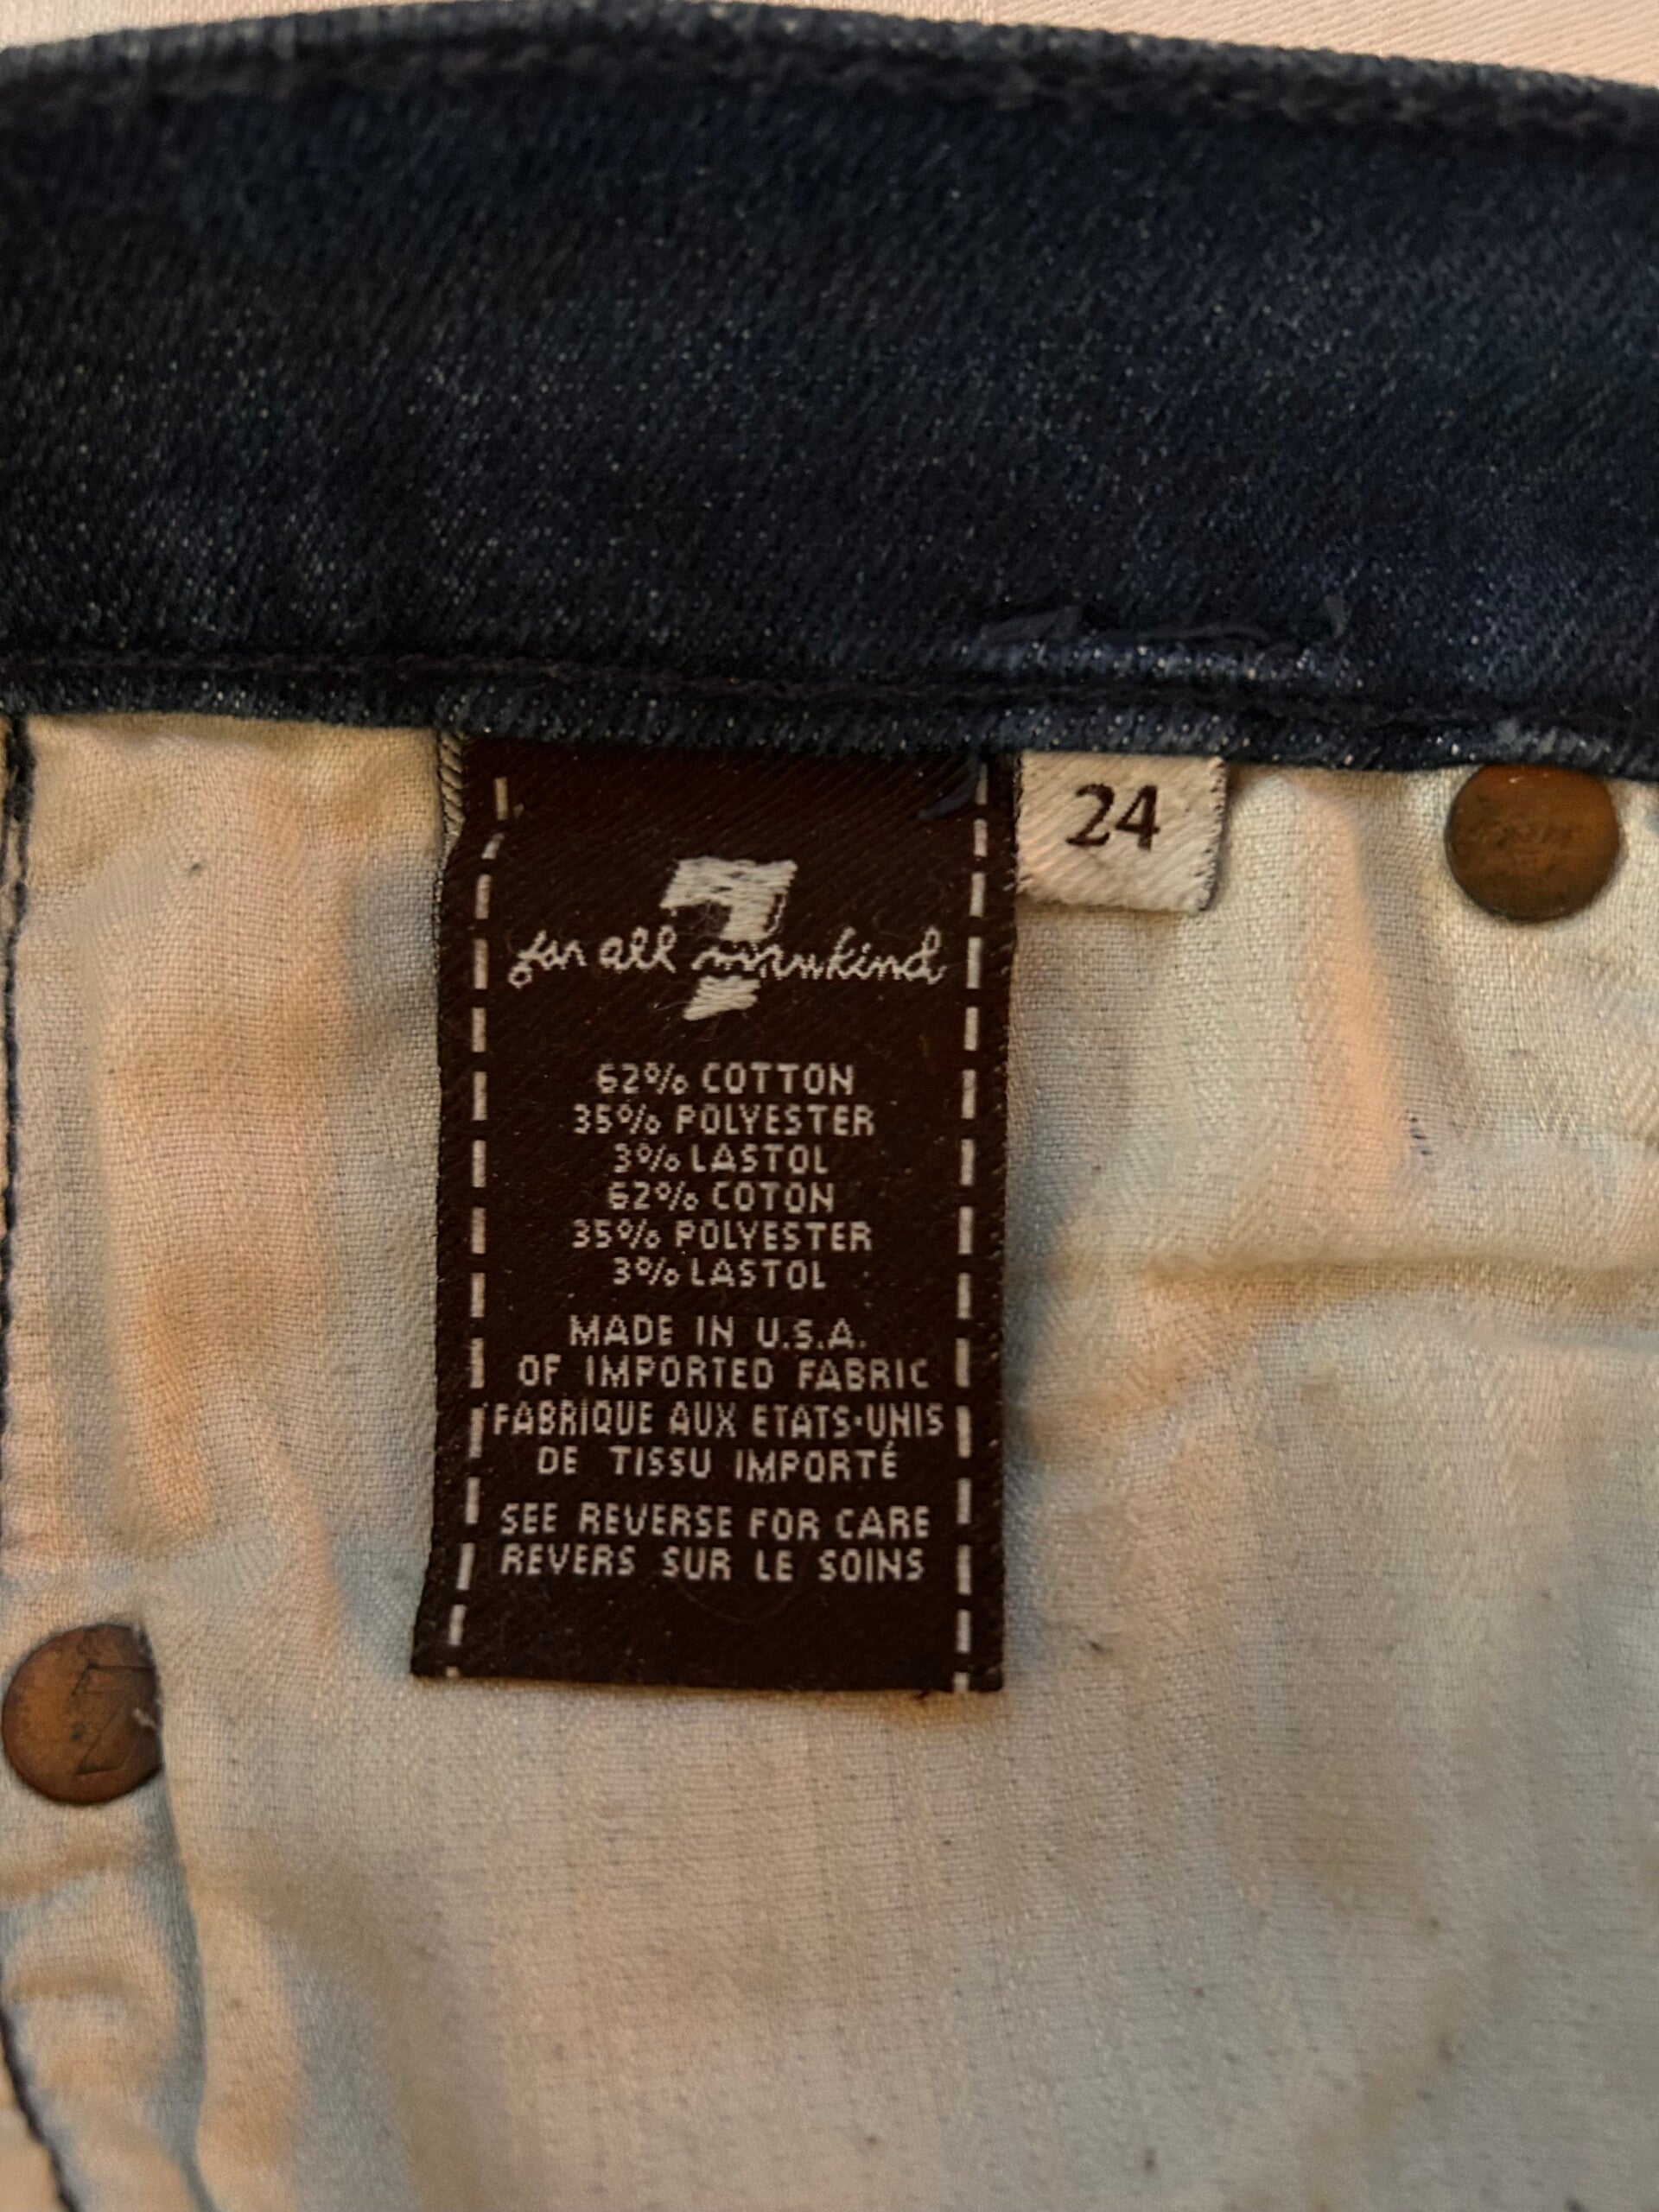 24
7
for all mankind
62% COTTON
35% POLYESTER
3% LASTOL
62% COTON
35% POLYESTER
3% LASTOL
MADE IN U.S.A.
OF IMPORTED FABRIC
FABRIQUE AUX ETATS-UNIS
DE TISSU IMPORTÉ
SEE REVERSE FOR CARE
REVERS SUR LE SOINS